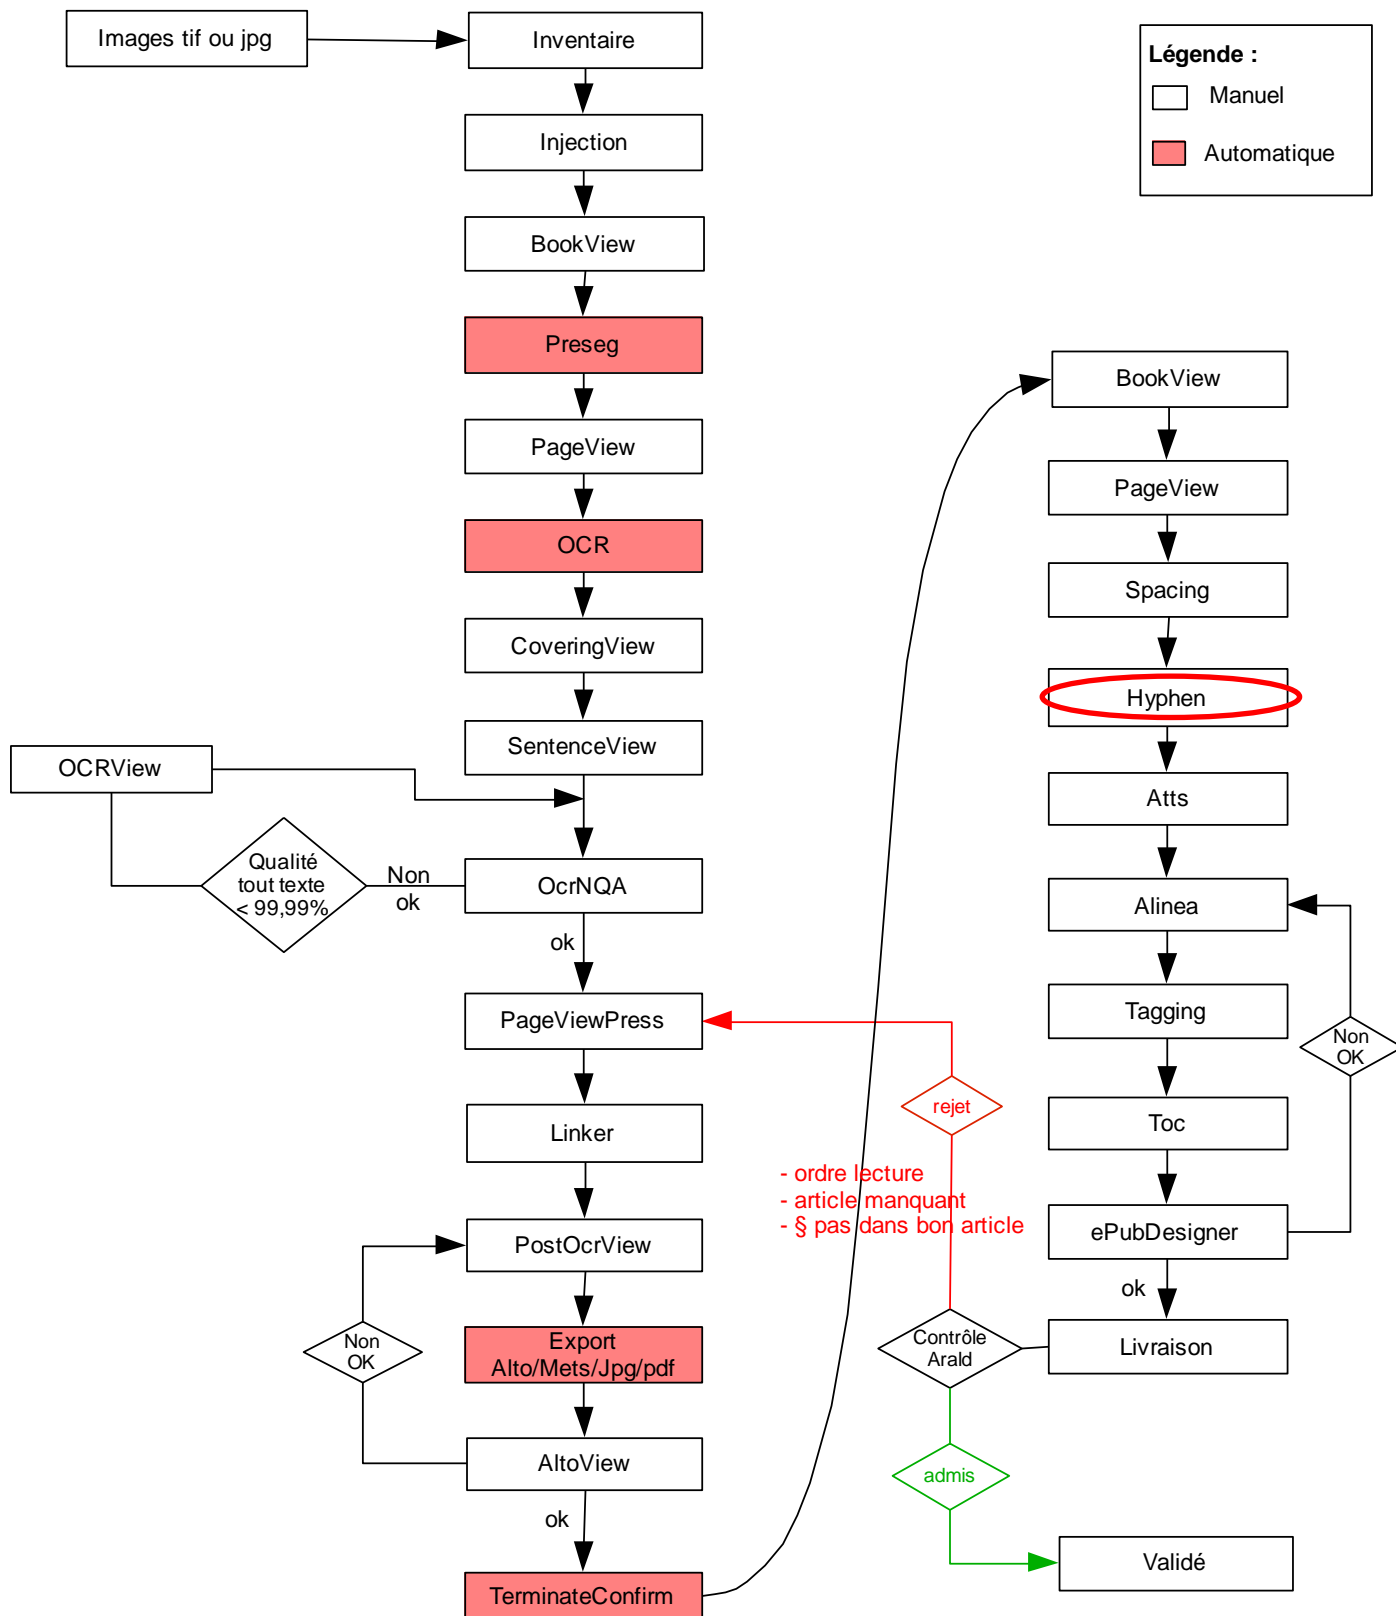 Images tif ou jpg
Inventaire
Injection
BookView
Preseg
PageView
OCR
CoveringView
SentenceView
OCRView
Qualité
tout texte
< 99,99%
Non
ok
OcrNQA
ok
PageViewPress
Linker
PostOcrView
Non
OK
Export
Alto/Mets/Jpg/pdf
AltoView
ok
TerminateConfirm
Légende :
Manuel
Automatique
BookView
PageView
Spacing
Hyphen
Atts
Alinea
Tagging
Non
OK
Toc
ePubDesigner
ok
Livraison
Contrôle
Arald
rejet
- ordre lecture
- article manquant
- § pas dans bon article
admis
Validé